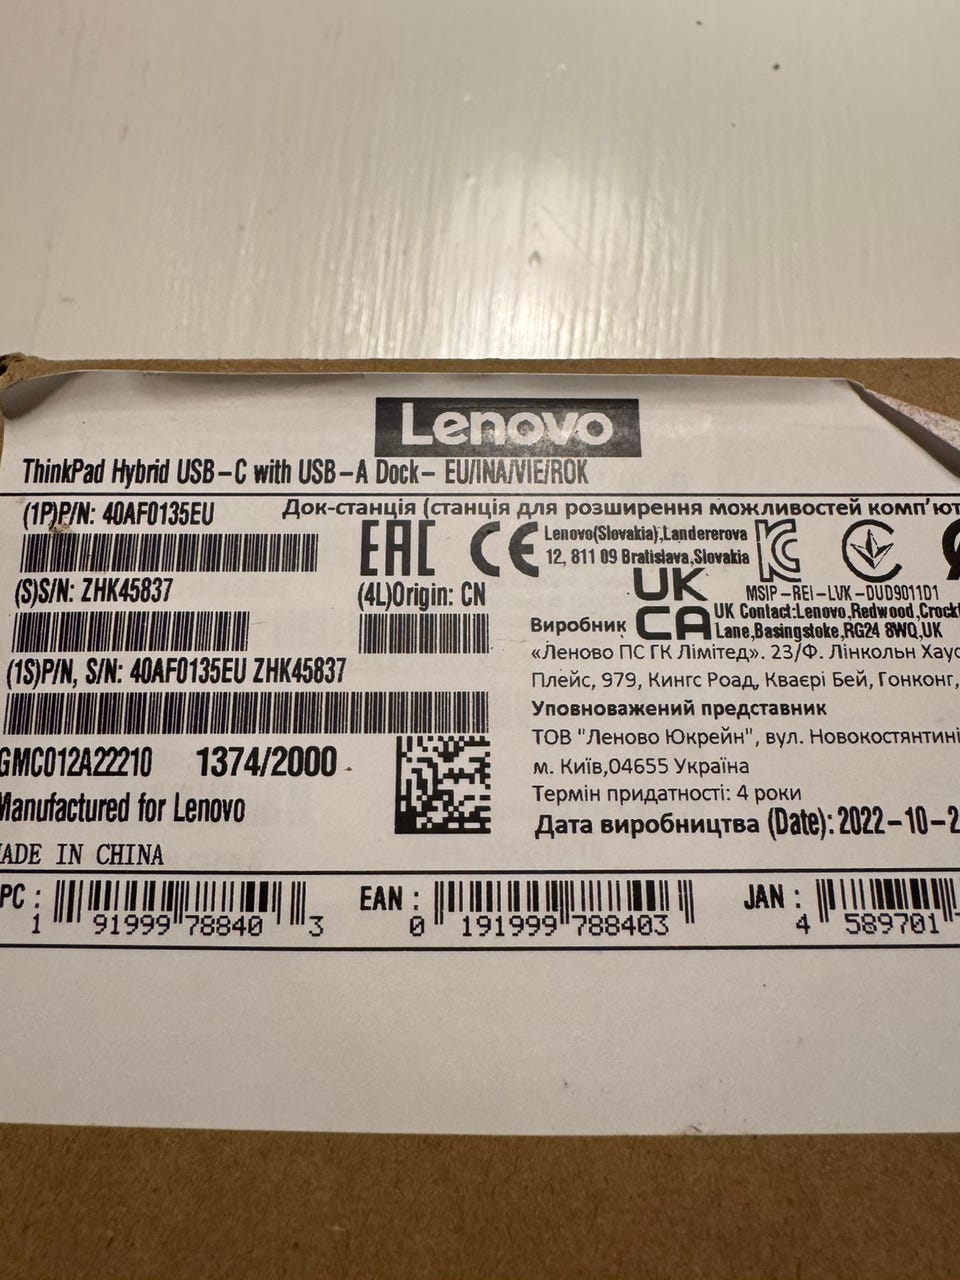 Lenovo
ThinkPad Hybrid USB-C with USB-A Dock- EU/INA/VIE/ROK
(1P)P/N: 40AF0135EU
Док-станція (станція для розширення можливостей комп'ют
EAC CE
Lenovo(Slovakia),Landererova
12, 811 09 Bratislava,Slovakia
(S)S/N: ZHK45837
(4L)Origin: CN
UK
CA
MSIP-REI-LVK-DUD9011D1
UK Contact:Lenovo,Redwood,Crock
Lane,Basingstoke,RG24 8WQ,UK
Виробник
«Леново ПС ГК Лімітед». 23/Ф. Лінкольн Хаус
Плейс, 979, Кингс Роад, Кваєрі Бей, Гонконг,
(1S)P/N, S/N: 40AF0135EU ZHK45837
Уповноважений представник
ТОВ "Леново Юкрейн", вул. Новокостянтині
м. Київ,04655 Україна
Термін придатності: 4 роки
Дата виробництва (Date): 2022-10-2
GMC012A22210 1374/2000
Manufactured for Lenovo
ADE IN CHINA
PC :
1 91999 78840 3
EAN :
0 191999 788403
JAN :
4 589701